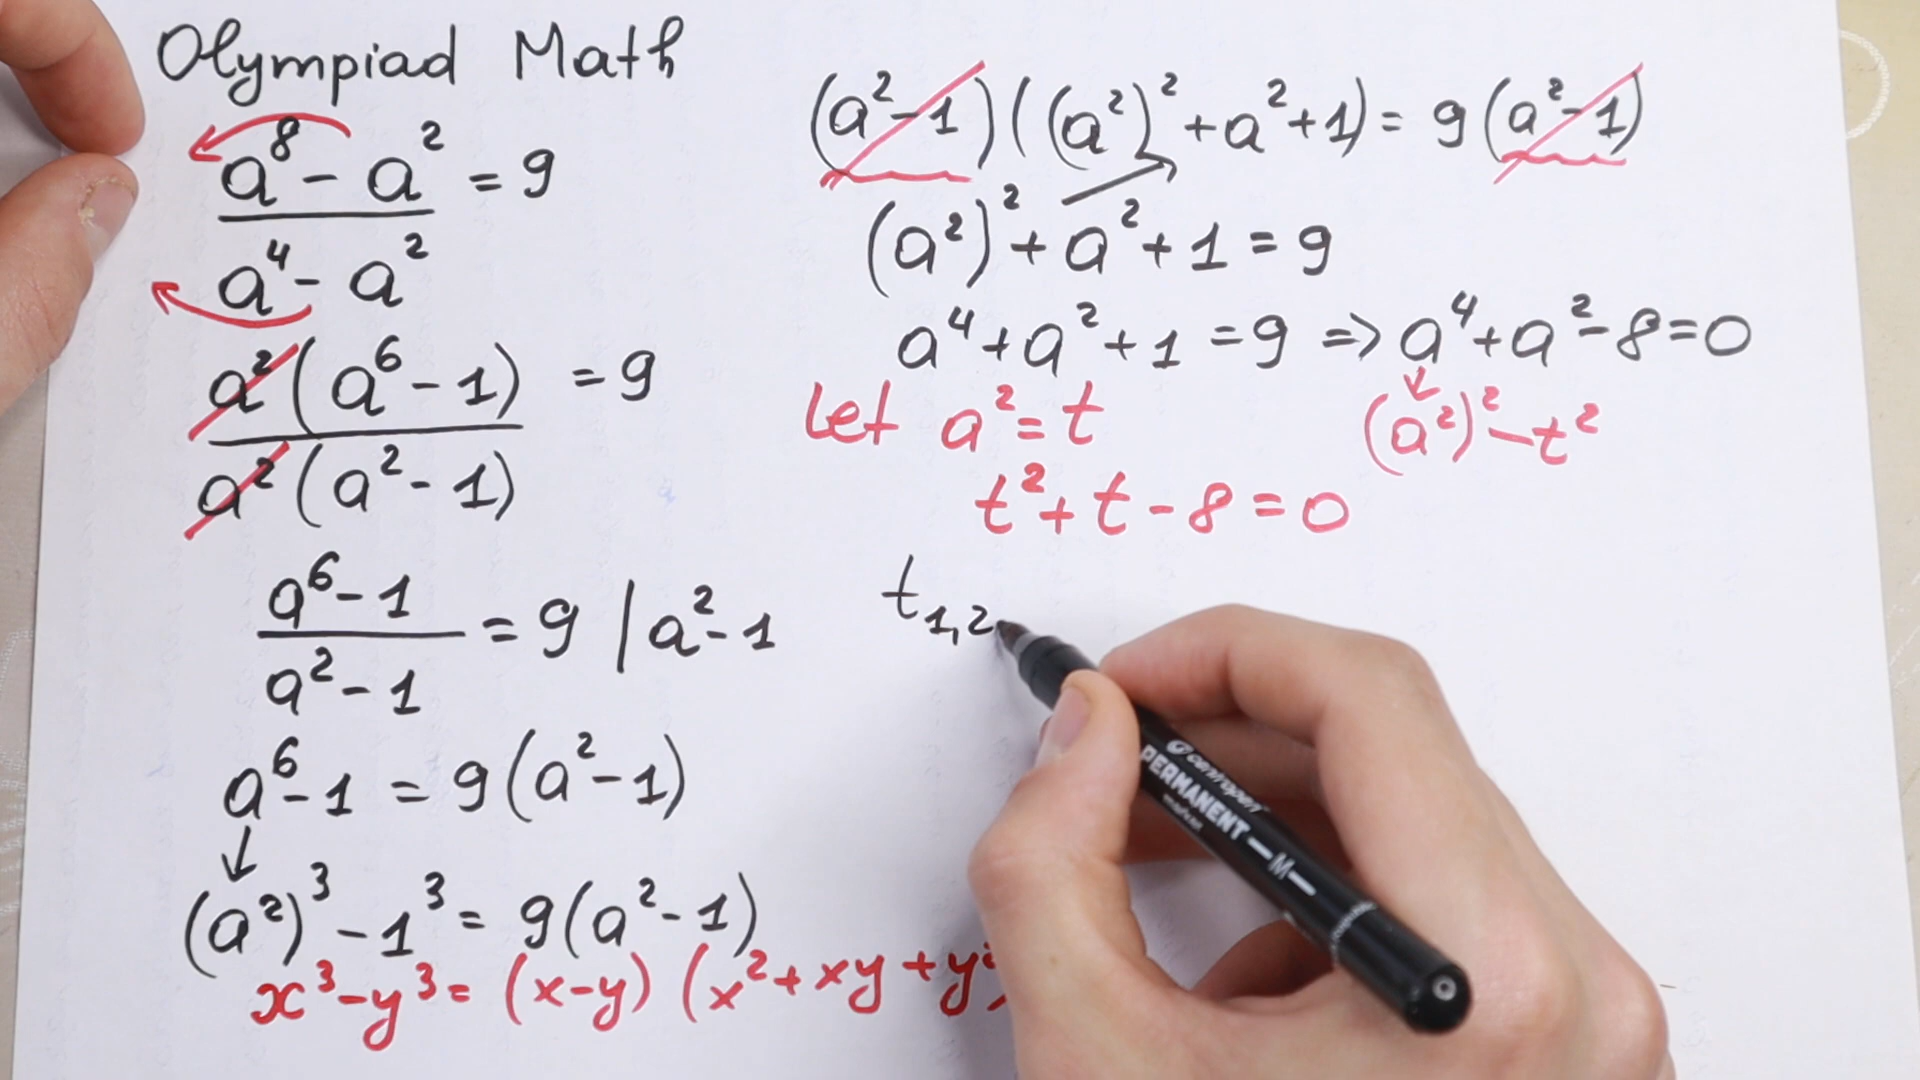 Olympiad Math
a⁸ - a² = 9
a⁴ - a²
a²(a⁶ - 1) = 9
a²(a² - 1)
a⁶ - 1 = 9 | a² - 1
a² - 1
a⁶ - 1 = 9(a² - 1)
(a²)³ - 1³ = 9(a² - 1)
x³ - y³ = (x - y)(x² + xy + y²)
(a² - 1)((a²)² + a² + 1) = 9(a² - 1)
(a²)² + a² + 1 = 9
a⁴ + a² + 1 = 9 => a⁴ + a² - 8 = 0
Let a² = t (a²)² - t²
t² + t - 8 = 0
t₁,₂
centropen
PERMANENT —M—